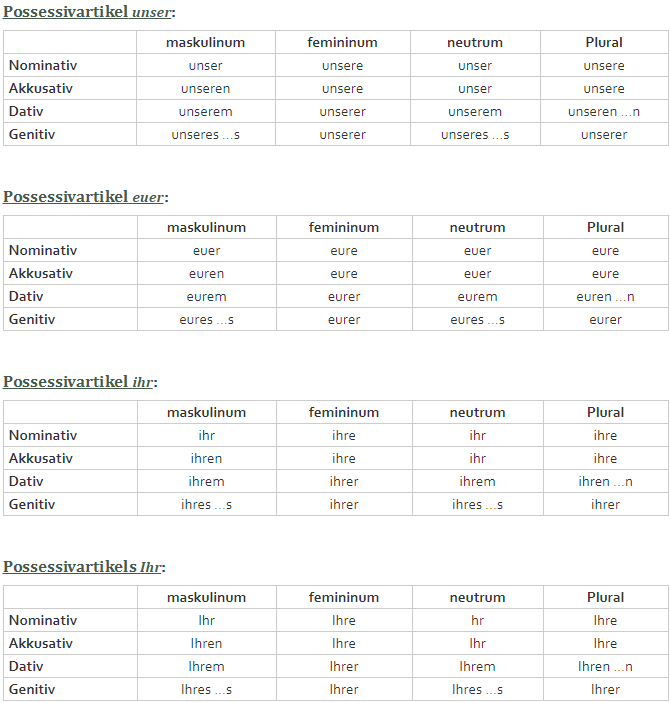 Possessivartikel unser:
maskulinum femininum neutrum Plural
Nominativ unser unsere unser unsere
Akkusativ unseren unsere unser unsere
Dativ unserem unserer unserem unseren ...n
Genitiv unseres ...s unserer unseres ...s unserer
Possessivartikel euer:
maskulinum femininum neutrum Plural
Nominativ euer eure euer eure
Akkusativ euren eure euer eure
Dativ eurem eurer eurem euren ...n
Genitiv eures ...s eurer eures ...s eurer
Possessivartikel ihr:
maskulinum femininum neutrum Plural
Nominativ ihr ihre ihr ihre
Akkusativ ihren ihre ihr ihre
Dativ ihrem ihrer ihrem ihren ...n
Genitiv ihres ...s ihrer ihres ...s ihrer
Possessivartikels Ihr:
maskulinum femininum neutrum Plural
Nominativ Ihr Ihre hr Ihre
Akkusativ Ihren Ihre Ihr Ihre
Dativ Ihrem Ihrer Ihrem Ihren ...n
Genitiv Ihres ...s Ihrer Ihres ...s Ihrer